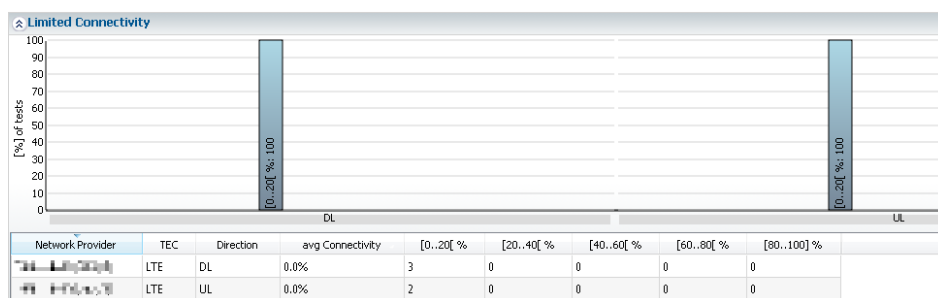 Limited Connectivity
100
90
80
70
60
50
40
30
20
10
0
[%] of tests
[0..20[ %: 100
[0..20[ %: 100
DL
UL
Network Provider TEC Direction avg Connectivity [0..20[ % [20..40[ % [40..60[ % [60..80[ % [80..100] %
LTE DL 0.0% 3 0 0 0 0
LTE UL 0.0% 2 0 0 0 0